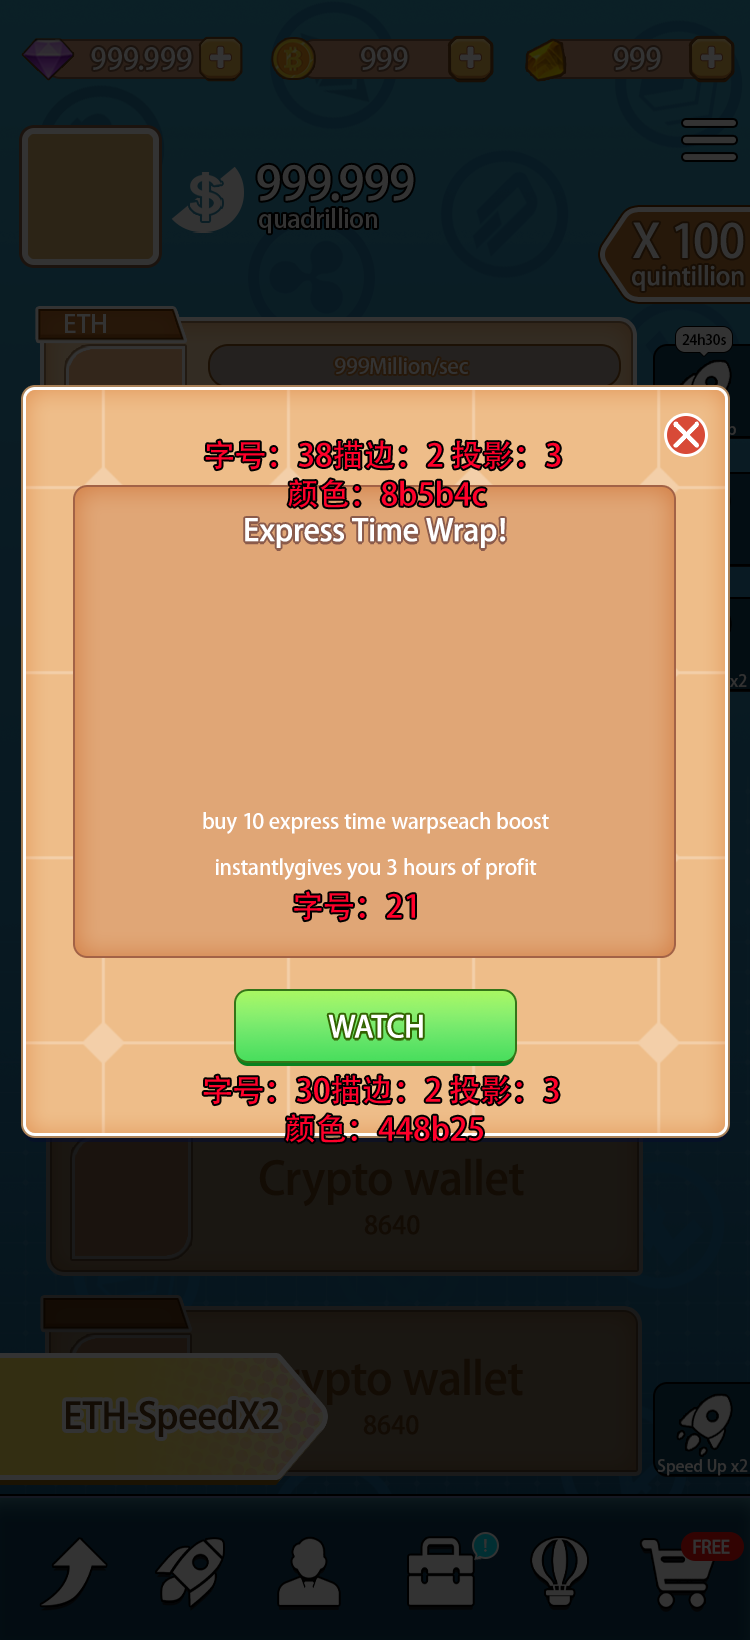 999.999
999
999
999.999
quadrillion
X 100
quintillion
ETH
24h30s
999Million/sec
字号：38描边：2 投影：3
颜色：8b5b4c
Express Time Wrap!
x2
buy 10 express time warpseach boost
instantlygives you 3 hours of profit
字号：21
WATCH
字号：30描边：2 投影：3
颜色：448b25
Crypto wallet
8640
ypto wallet
ETH-SpeedX2
8640
Speed Up x2
!
FREE